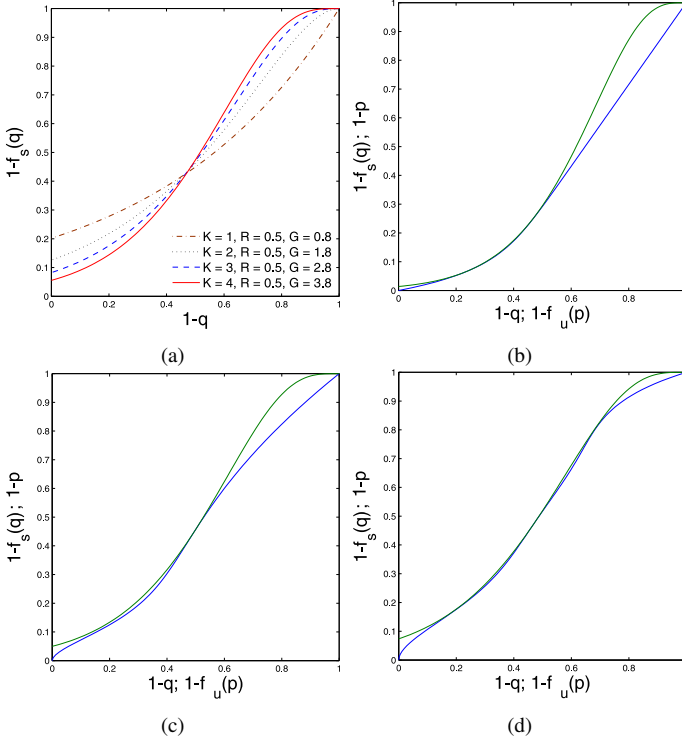 1
0.9
0.8
0.7
0.6
0.5
0.4
0.3
0.2
0.1
0
0 0.2 0.4 0.6 0.8 1
1-f_s(q)
1-q
K = 1, R = 0.5, G = 0.8
K = 2, R = 0.5, G = 1.8
K = 3, R = 0.5, G = 2.8
K = 4, R = 0.5, G = 3.8
(a)
1
0.9
0.8
0.7
0.6
0.5
0.4
0.3
0.2
0.1
0
0 0.2 0.4 0.6 0.8
1-f_s(q); 1-p
1-q; 1-f_u(p)
(b)
1
0.9
0.8
0.7
0.6
0.5
0.4
0.3
0.2
0.1
0
0 0.2 0.4 0.6 0.8 1
1-f_s(q); 1-p
1-q; 1-f_u(p)
(c)
1
0.9
0.8
0.7
0.6
0.5
0.4
0.3
0.2
0.1
0
0 0.2 0.4 0.6 0.8
1-f_s(q); 1-p
1-q; 1-f_u(p)
(d)